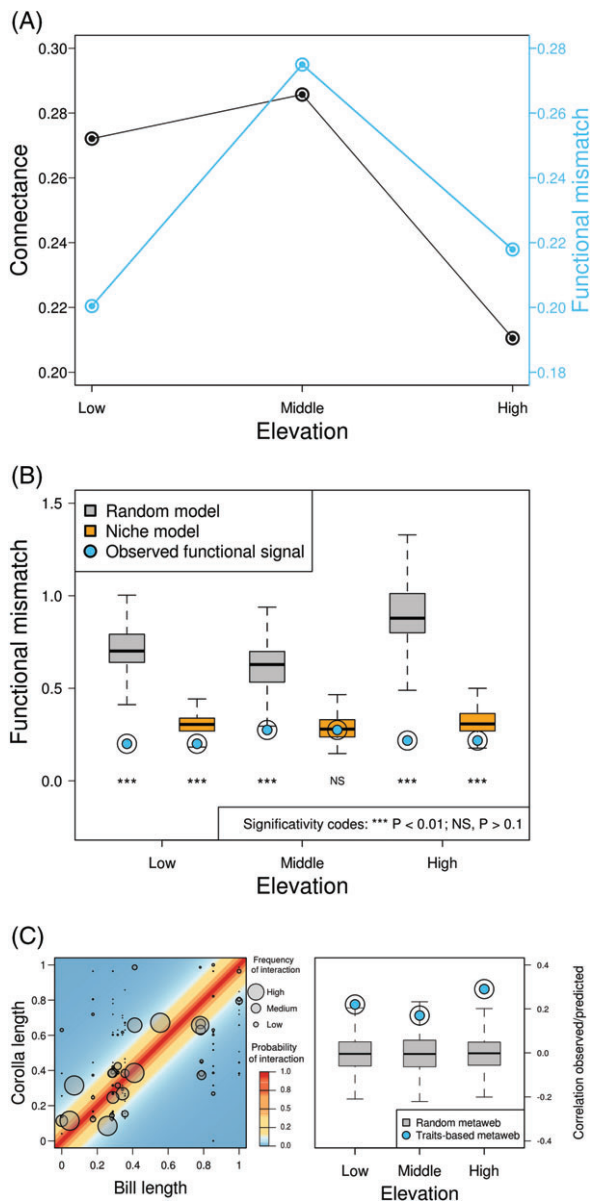 (A)
0.30
0.28
0.26
0.24
0.22
0.20
Connectance
0.28
0.26
0.24
0.22
0.20
0.18
Functional mismatch
Low
Middle
High
Elevation
(B)
Random model
Niche model
Observed functional signal
1.5
1.0
0.5
0.0
Functional mismatch
***
***
***
NS
***
***
Significativity codes: *** P < 0.01; NS, P > 0.1
Low
Middle
High
Elevation
(C)
1
0.8
0.6
0.4
0.2
0
Corolla length
0
0.2
0.4
0.6
0.8
1
Bill length
Frequency
of interaction
High
Medium
Low
Probability
of interaction
1.0
0.8
0.5
0.2
0.0
0.4
0.2
0.0
-0.2
-0.4
Correlation observed/predicted
Random metaweb
Traits-based metaweb
Low
Middle
High
Elevation